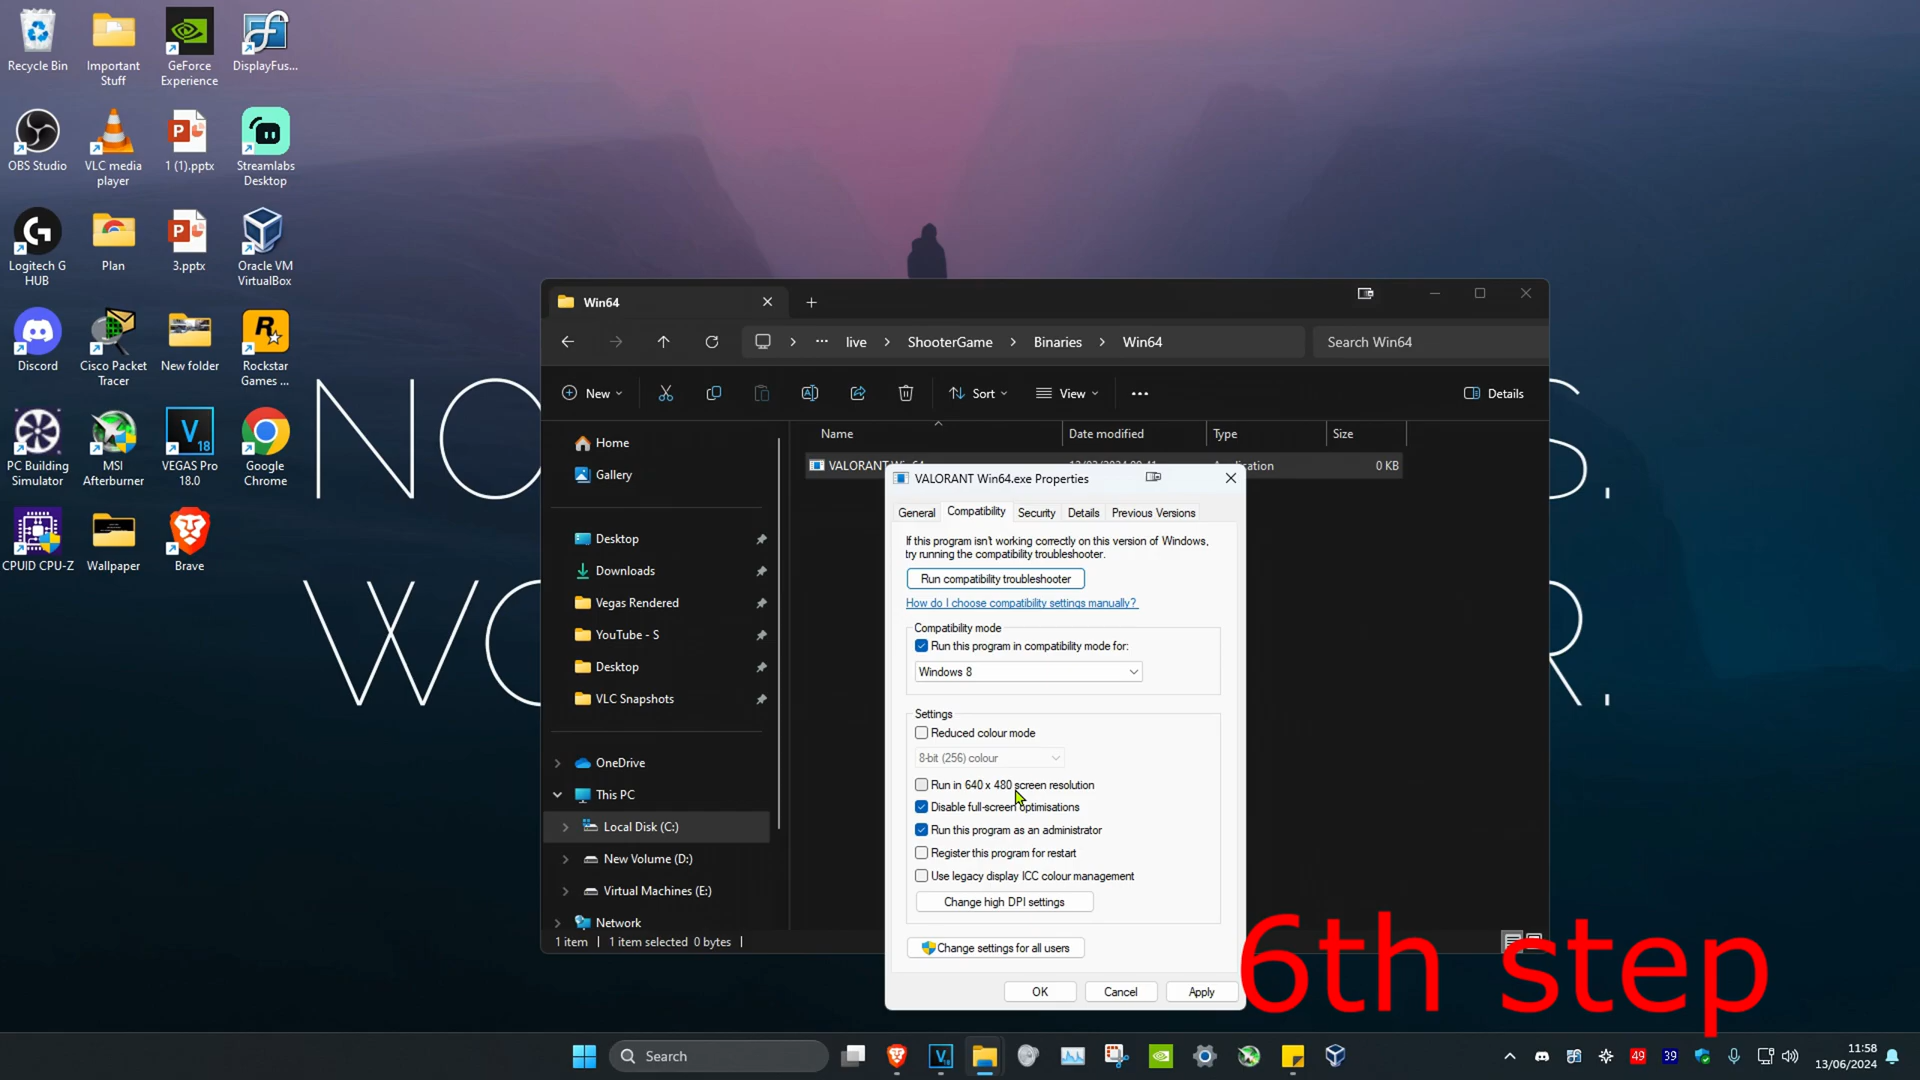 Recycle Bin
Important
Stuff
GeForce
Experience
DisplayFus...
OBS Studio
VLC media
player
1 (1).pptx
Streamlabs
Desktop
Logitech G
HUB
Plan
3.pptx
Oracle VM
VirtualBox
Discord
Cisco Packet
Tracer
New folder
Rockstar
Games ...
PC Building
Simulator
MSI
Afterburner
VEGAS Pro
18.0
Google
Chrome
CPUID CPU-Z
Wallpaper
Brave
Win64
live
ShooterGame
Binaries
Win64
Search Win64
New
Sort
View
Details
Home
Gallery
Desktop
Downloads
Vegas Rendered
YouTube - S
Desktop
VLC Snapshots
OneDrive
This PC
Local Disk (C:)
New Volume (D:)
Virtual Machines (E:)
Network
Name
Date modified
Type
Size
0 KB
1 item
1 item selected 0 bytes
VALORANT Win64.exe Properties
General
Compatibility
Security
Details
Previous Versions
If this program isn't working correctly on this version of Windows,
try running the compatibility troubleshooter.
Run compatibility troubleshooter
How do I choose compatibility settings manually?
Compatibility mode
Run this program in compatibility mode for:
Windows 8
Settings
Reduced colour mode
8-bit (256) colour
Run in 640 x 480 screen resolution
Disable full-screen optimisations
Run this program as an administrator
Register this program for restart
Use legacy display ICC colour management
Change high DPI settings
Change settings for all users
OK
Cancel
Apply
6th step
Search
49
39
11:58
13/06/2024